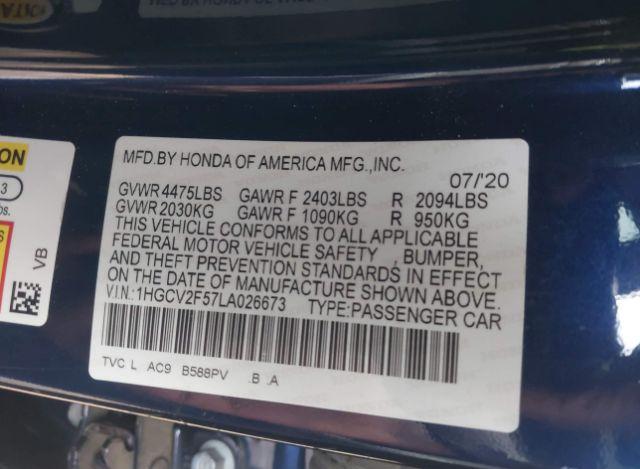 MFD.BY HONDA OF AMERICA MFG.,INC.
07/'20
GVWR 4475LBS GAWR F 2403LBS R 2094LBS
GVWR 2030KG GAWR F 1090KG R 950KG
THIS VEHICLE CONFORMS TO ALL APPLICABLE
FEDERAL MOTOR VEHICLE SAFETY , BUMPER,
AND THEFT PREVENTION STANDARDS IN EFFECT
ON THE DATE OF MANUFACTURE SHOWN ABOVE.
V.I.N.: 1HGCV2F57LA026673 TYPE:PASSENGER CAR
TVC L AC9 B588PV .B .A
3
VB